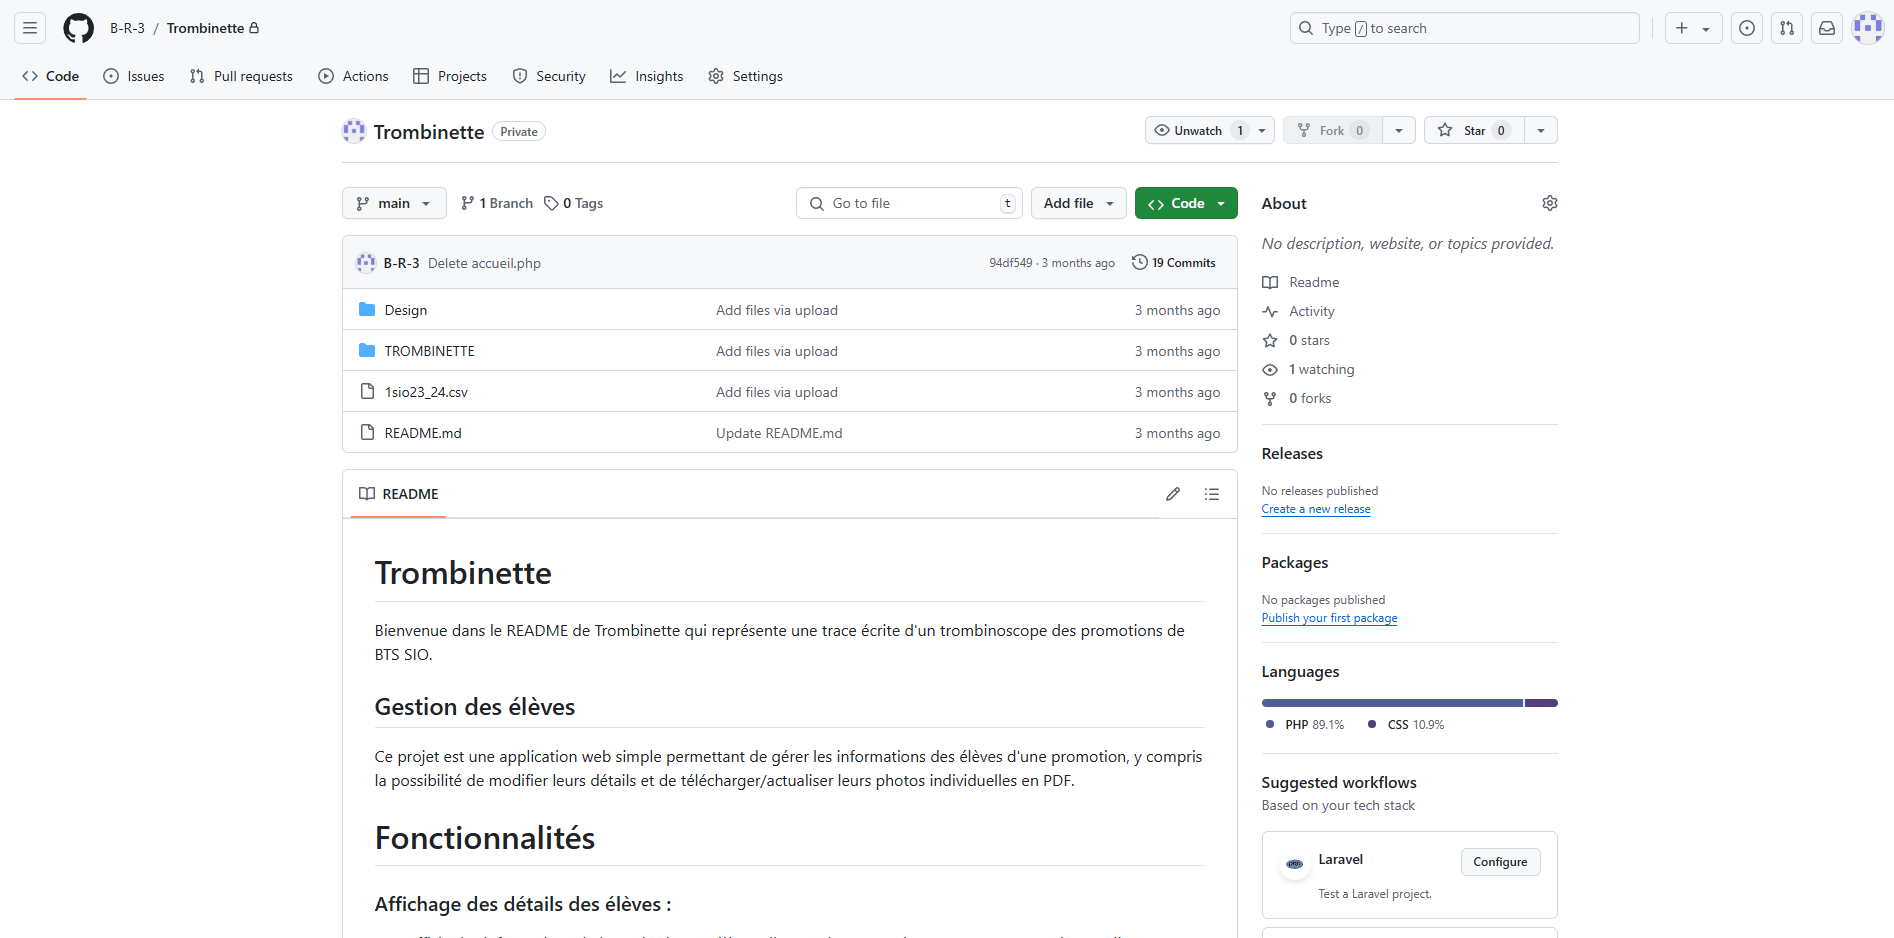 B-R-3 / Trombinette
Type / to search
Code Issues Pull requests Actions Projects Security Insights Settings
Trombinette Private
Unwatch 1 Fork 0 Star 0
main 1 Branch 0 Tags
Go to file t Add file Code
B-R-3 Delete accueil.php 94df549 · 3 months ago 19 Commits
Design Add files via upload 3 months ago
TROMBINETTE Add files via upload 3 months ago
1sio23_24.csv Add files via upload 3 months ago
README.md Update README.md 3 months ago
README
Trombinette
Bienvenue dans le README de Trombinette qui représente une trace écrite d'un trombinoscope des promotions de
BTS SIO.
Gestion des élèves
Ce projet est une application web simple permettant de gérer les informations des élèves d'une promotion, y compris
la possibilité de modifier leurs détails et de télécharger/actualiser leurs photos individuelles en PDF.
Fonctionnalités
Affichage des détails des élèves :
About
No description, website, or topics provided.
Readme
Activity
0 stars
1 watching
0 forks
Releases
No releases published
Create a new release
Packages
No packages published
Publish your first package
Languages
PHP 89.1% CSS 10.9%
Suggested workflows
Based on your tech stack
php
Laravel
Configure
Test a Laravel project.